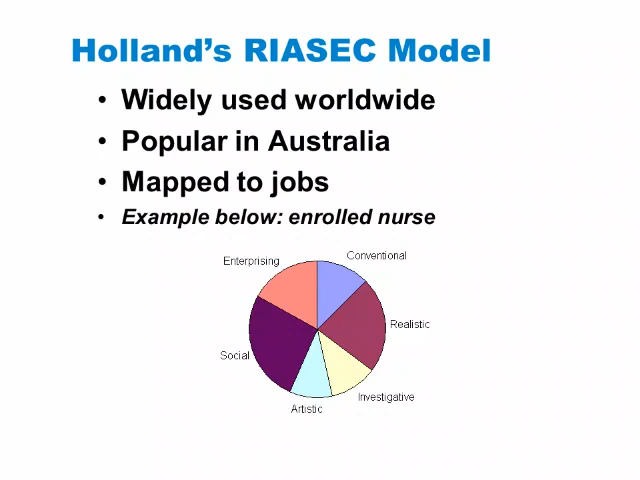 Holland's RIASEC Model
• Widely used worldwide
• Popular in Australia
• Mapped to jobs
• Example below: enrolled nurse
Enterprising
Conventional
Realistic
Social
Investigative
Artistic